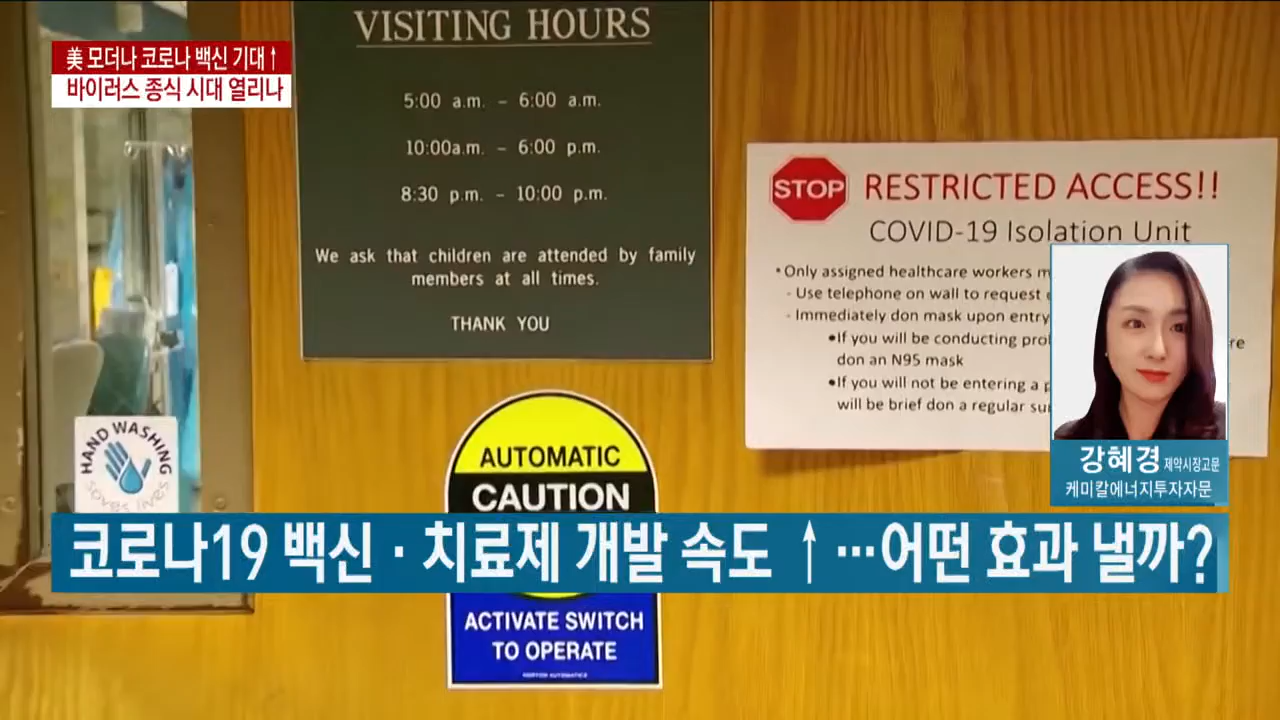 美 모더나 코로나 백신 기대↑
바이러스 종식 시대 열리나
VISITING HOURS
5:00 a.m. – 6:00 a.m.
10:00a.m. – 6:00 p.m.
8:30 p.m. – 10:00 p.m.
We ask that children are attended by family
members at all times.
THANK YOU
STOP
RESTRICTED ACCESS!!
COVID-19 Isolation Unit
•Only assigned healthcare workers
- Use telephone on wall to request
- Immediately don mask upon entry
•If you will be conducting
don an N95 mask
•If you will not be entering a
will be brief don a regular
HAND WASHING
SAVES LIVES
AUTOMATIC
CAUTION
ACTIVATE SWITCH
TO OPERATE
HORTON AUTOMATICS
강혜경 제약시장고문
케미칼에너지투자자문
코로나19 백신·치료제 개발 속도 ↑…어떤 효과 낼까?